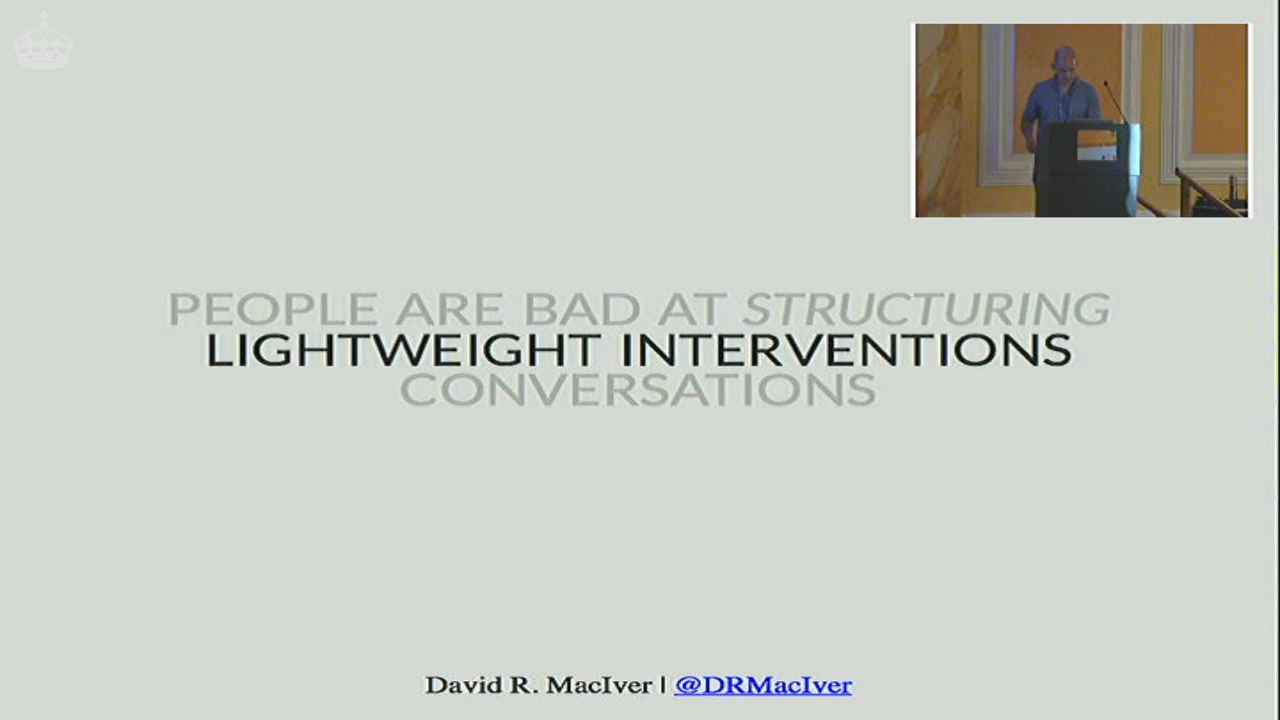 PEOPLE ARE BAD AT STRUCTURING
LIGHTWEIGHT INTERVENTIONS
CONVERSATIONS
David R. MacIver | @DRMacIver